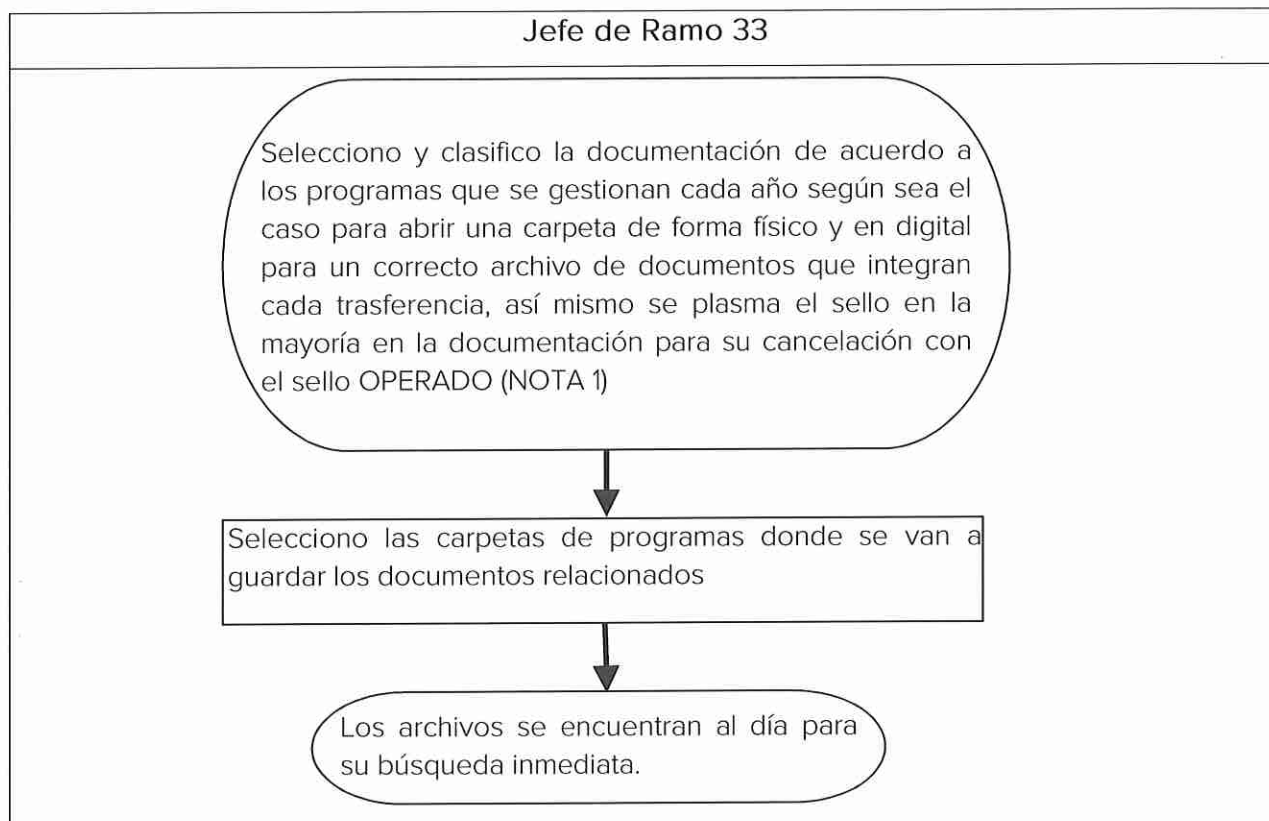 Jefe de Ramo 33
Selecciono y clasifico la documentación de acuerdo a
los programas que se gestionan cada año según sea el
caso para abrir una carpeta de forma físico y en digital
para un correcto archivo de documentos que integran
cada trasferencia, así mismo se plasma el sello en la
mayoría en la documentación para su cancelación con
el sello OPERADO (NOTA 1)
Selecciono las carpetas de programas donde se van a
guardar los documentos relacionados
Los archivos se encuentran al día para
su búsqueda inmediata.